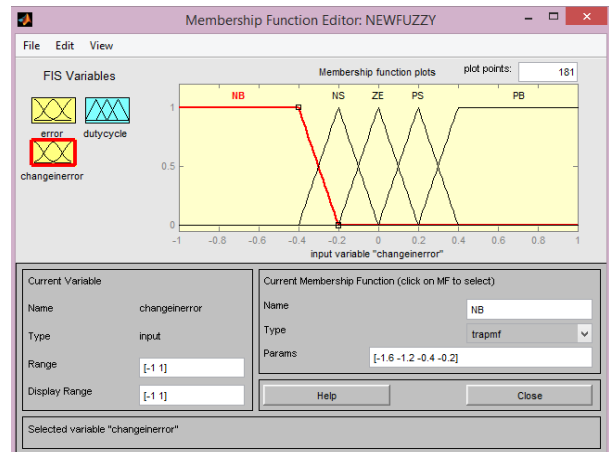 Membership Function Editor: NEWFUZZY
File Edit View
FIS Variables
error
dutycycle
changeinerror
Membership function plots
plot points:
181
NB NS ZE PS PB
1
0.5
0
-1 -0.8 -0.6 -0.4 -0.2 0 0.2 0.4 0.6 0.8 1
input variable "changeinerror"
Current Variable
Name changeinerror
Type input
Range [-1 1]
Display Range [-1 1]
Current Membership Function (click on MF to select)
Name NB
Type trapmf
Params [-1.6 -1.2 -0.4 -0.2]
Help Close
Selected variable "changeinerror"